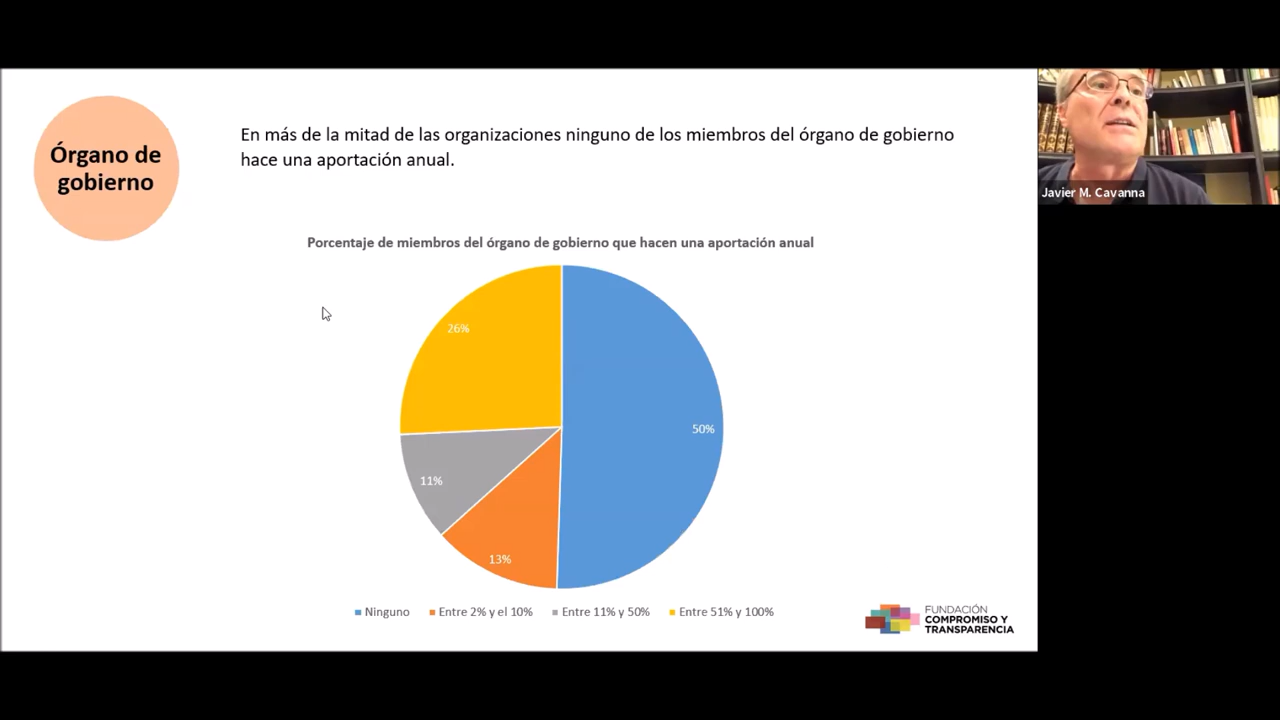 Órgano de
gobierno
En más de la mitad de las organizaciones ninguno de los miembros del órgano de gobierno
hace una aportación anual.
Javier M. Cavanna
Porcentaje de miembros del órgano de gobierno que hacen una aportación anual
26%
50%
11%
13%
Ninguno Entre 2% y el 10% Entre 11% y 50% Entre 51% y 100%
FUNDACIÓN
COMPROMISO Y
TRANSPARENCIA